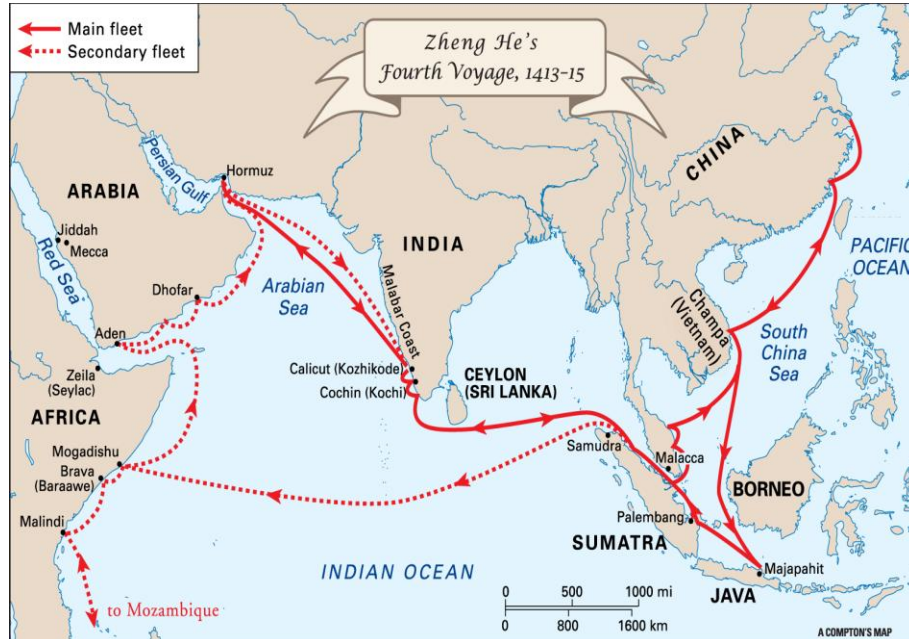 Main fleet
Secondary fleet
Zheng He's
Fourth Voyage, 1413-15
CHINA
PACIFIC
OCEAN
Persian Gulf
Hormuz
ARABIA
Jiddah
Mecca
Red Sea
INDIA
Dhofar
Arabian
Sea
Malabar Coast
Champa
(Vietnam)
South
China
Sea
Aden
Zeila
(Seylac)
Calicut (Kozhikode)
Cochin (Kochi)
CEYLON
(SRI LANKA)
AFRICA
Mogadishu
Brava
(Baraawe)
Malindi
Samudra
Malacca
BORNEO
Palembang
SUMATRA
Majapahit
JAVA
INDIAN OCEAN
to Mozambique
0 500 1000 mi
0 800 1600 km
A COMPTON'S MAP